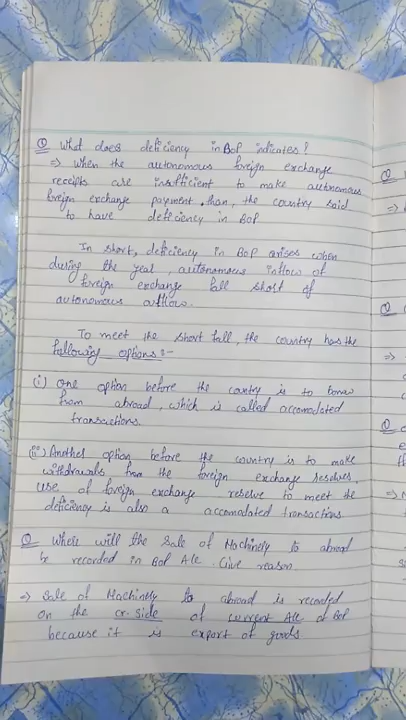 Q What does deficiency in BoP indicates?
⇒ When the autonomous foreign exchange
receipts are insufficient to make autonomous
foreign exchange payment, than, the country said
to have deficiency in BoP
In short, deficiency in BoP arises when
during the year, autonomous inflow of
foreign exchange fall short of
autonomous outflow.
To meet the short fall, the country has the
following options:-
(i) One option before the country is to borrow
from abroad, which is called accomodated
transactions.
(ii) Another option before the country is to make
withdrawals from the foreign exchange reserves,
use of foreign exchange reserve to meet the
deficiency is also a accomodated transactions
Q Where will the sale of Machinery to abroad
be recorded in BoP A/c. Give reason.
⇒ Sale of Machinery to abroad is recorded
on the cr. side of current A/c of BoP
because it is export of goods